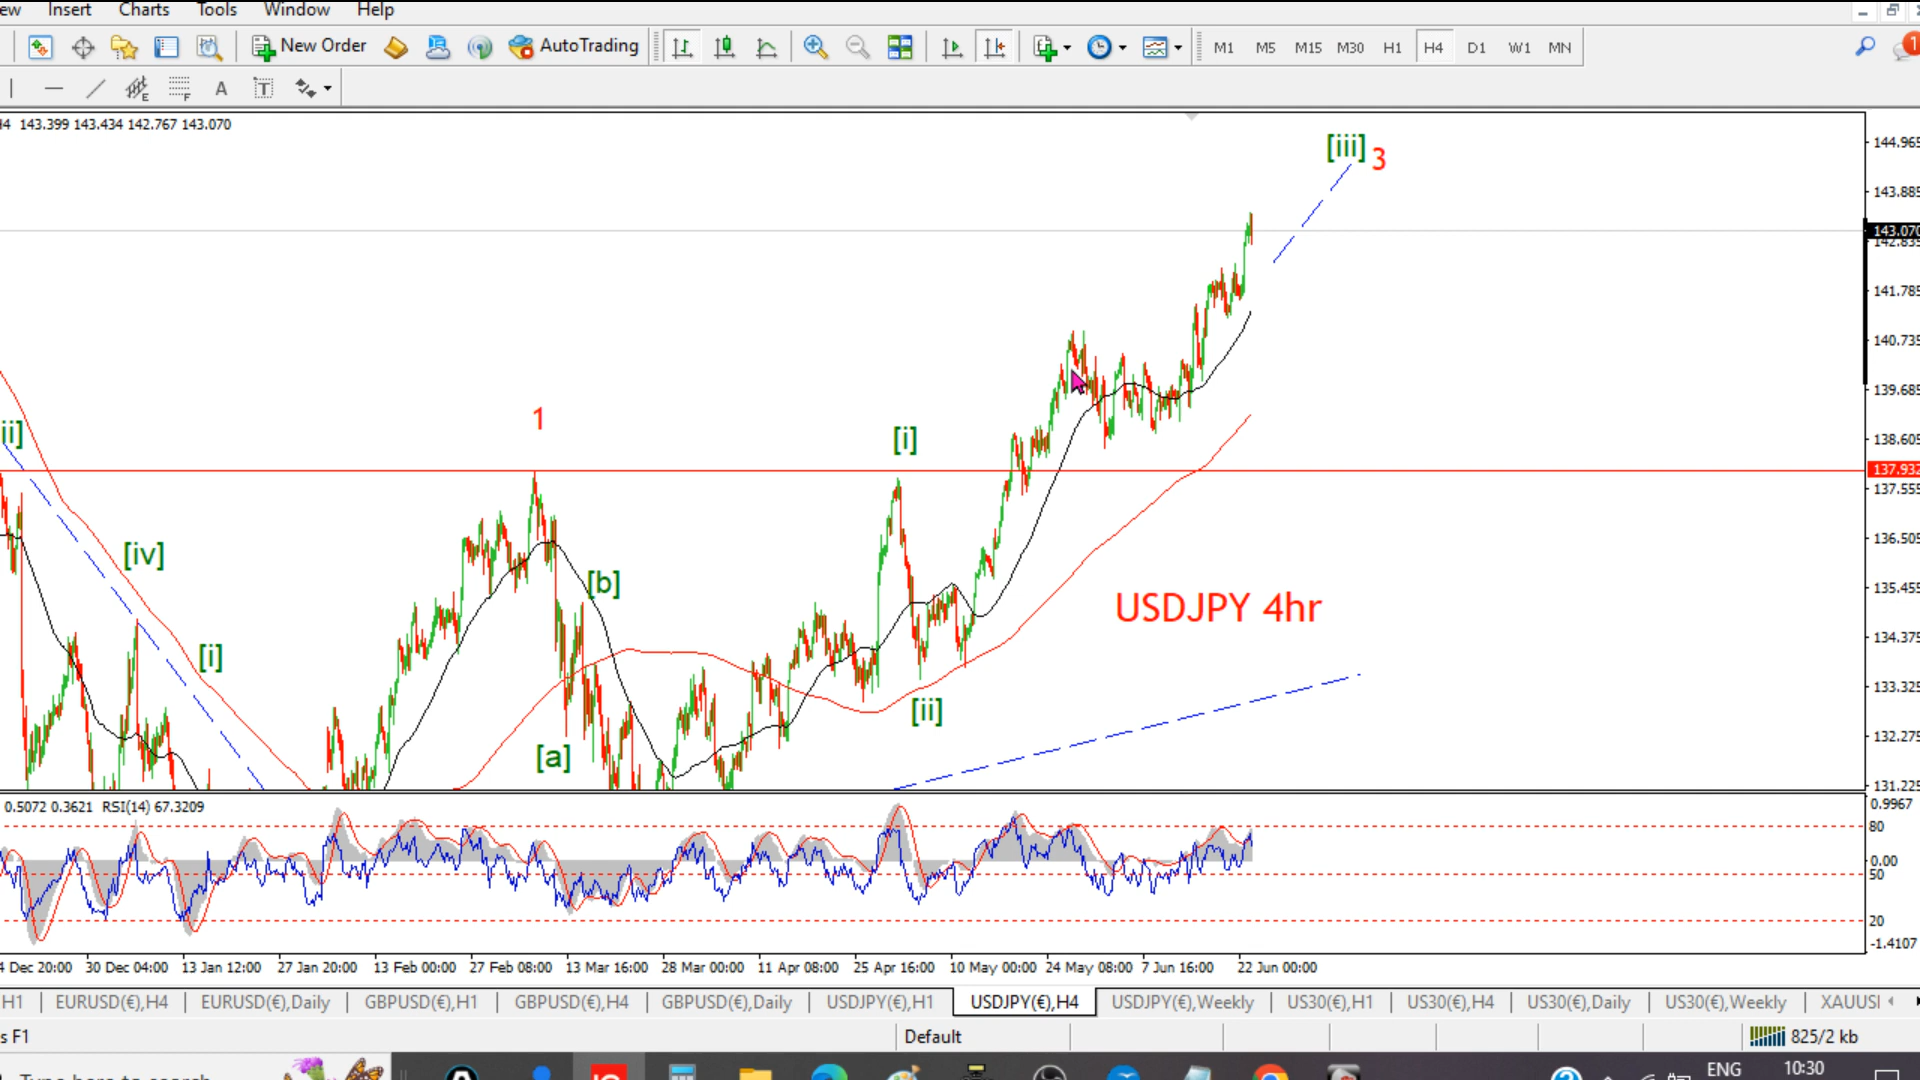 ew Insert Charts Tools Window Help
New Order AutoTrading M1 M5 M15 M30 H1 H4 D1 W1 MN 1
E F A T
H4 143.399 143.434 142.767 143.070
[iii] 3
144.965
143.885
143.070
142.835
141.785
140.735
139.685
1
[i]
ii]
138.605
137.932
137.555
[iv]
136.505
[b]
135.455
USDJPY 4hr
[i]
134.375
133.325
[ii]
132.275
[a]
131.225
0.5072 0.3621 RSI(14) 67.3209
0.9967
80
0.00
50
20
-1.4107
4 Dec 20:00 30 Dec 04:00 13 Jan 12:00 27 Jan 20:00 13 Feb 00:00 27 Feb 08:00 13 Mar 16:00 28 Mar 00:00 11 Apr 08:00 25 Apr 16:00 10 May 00:00 24 May 08:00 7 Jun 16:00 22 Jun 00:00
H1 EURUSD(€),H4 EURUSD(€),Daily GBPUSD(€),H1 GBPUSD(€),H4 GBPUSD(€),Daily USDJPY(€),H1 USDJPY(€),H4 USDJPY(€),Weekly US30(€),H1 US30(€),H4 US30(€),Daily US30(€),Weekly XAUUSI
s F1 Default 825/2 kb
Type here to search ENG 10:30